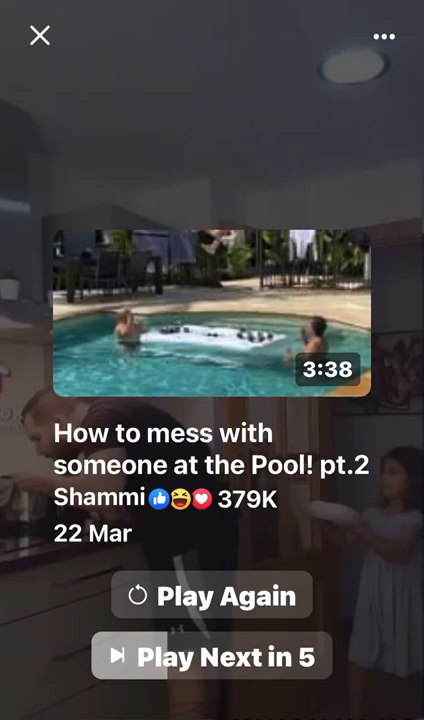 3:38
How to mess with
someone at the Pool! pt.2
Shammi 379K
22 Mar
Play Again
Play Next in 5